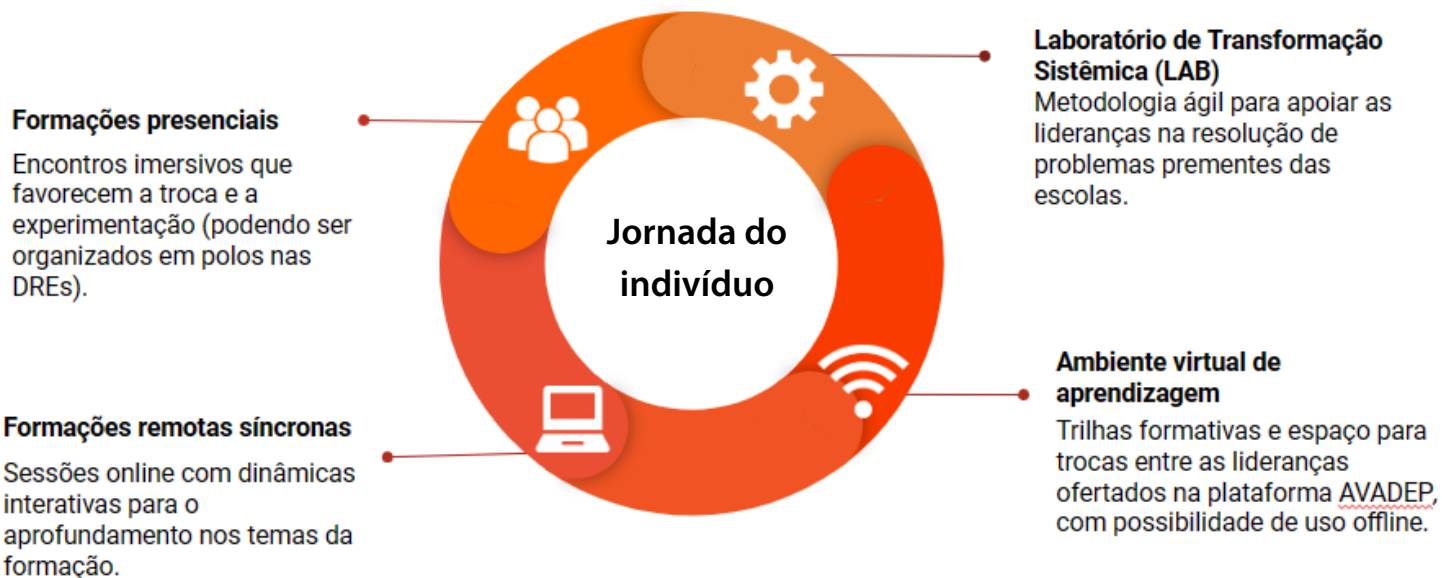 Formações presenciais
Encontros imersivos que
favorecem a troca e a
experimentação (podendo ser
organizados em polos nas
DREs).
Laboratório de Transformação
Sistêmica (LAB)
Metodologia ágil para apoiar as
lideranças na resolução de
problemas prementes das
escolas.
Jornada do
indivíduo
Formações remotas síncronas
Sessões online com dinâmicas
interativas para o
aprofundamento nos temas da
formação.
Ambiente virtual de
aprendizagem
Trilhas formativas e espaço para
trocas entre as lideranças
ofertados na plataforma AVADEP,
com possibilidade de uso offline.